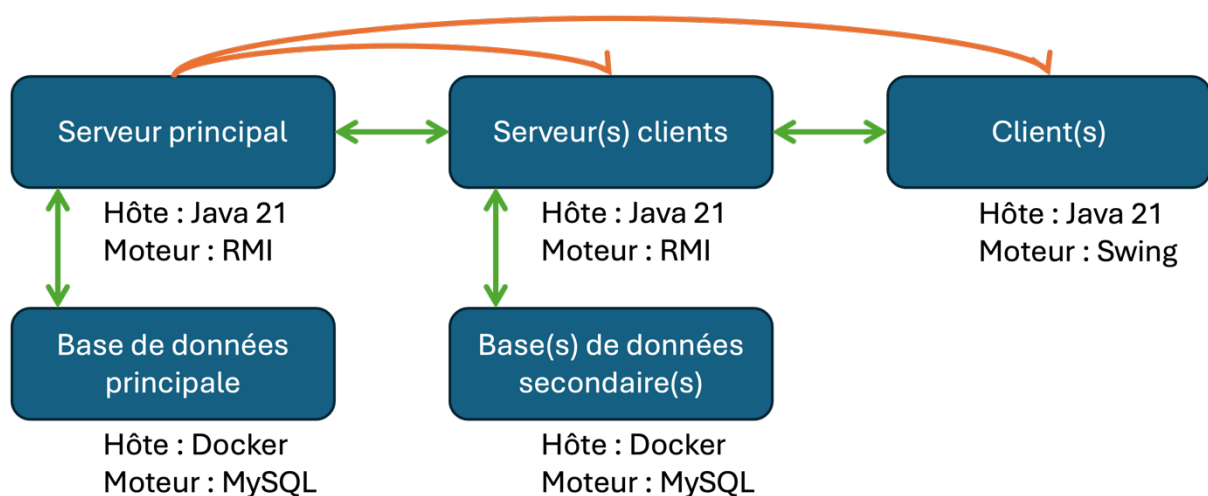 Serveur principal
Serveur(s) clients
Client(s)
Hôte : Java 21
Moteur : RMI
Hôte : Java 21
Moteur : RMI
Hôte : Java 21
Moteur : Swing
Base de données
principale
Base(s) de données
secondaire(s)
Hôte : Docker
Moteur : MySQL
Hôte : Docker
Moteur : MySQL